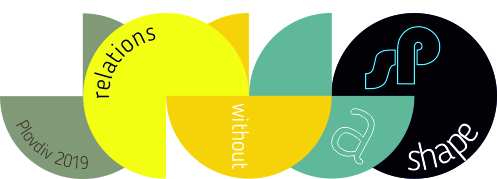 Plovdiv 2019
relations
without
a
shape
sP